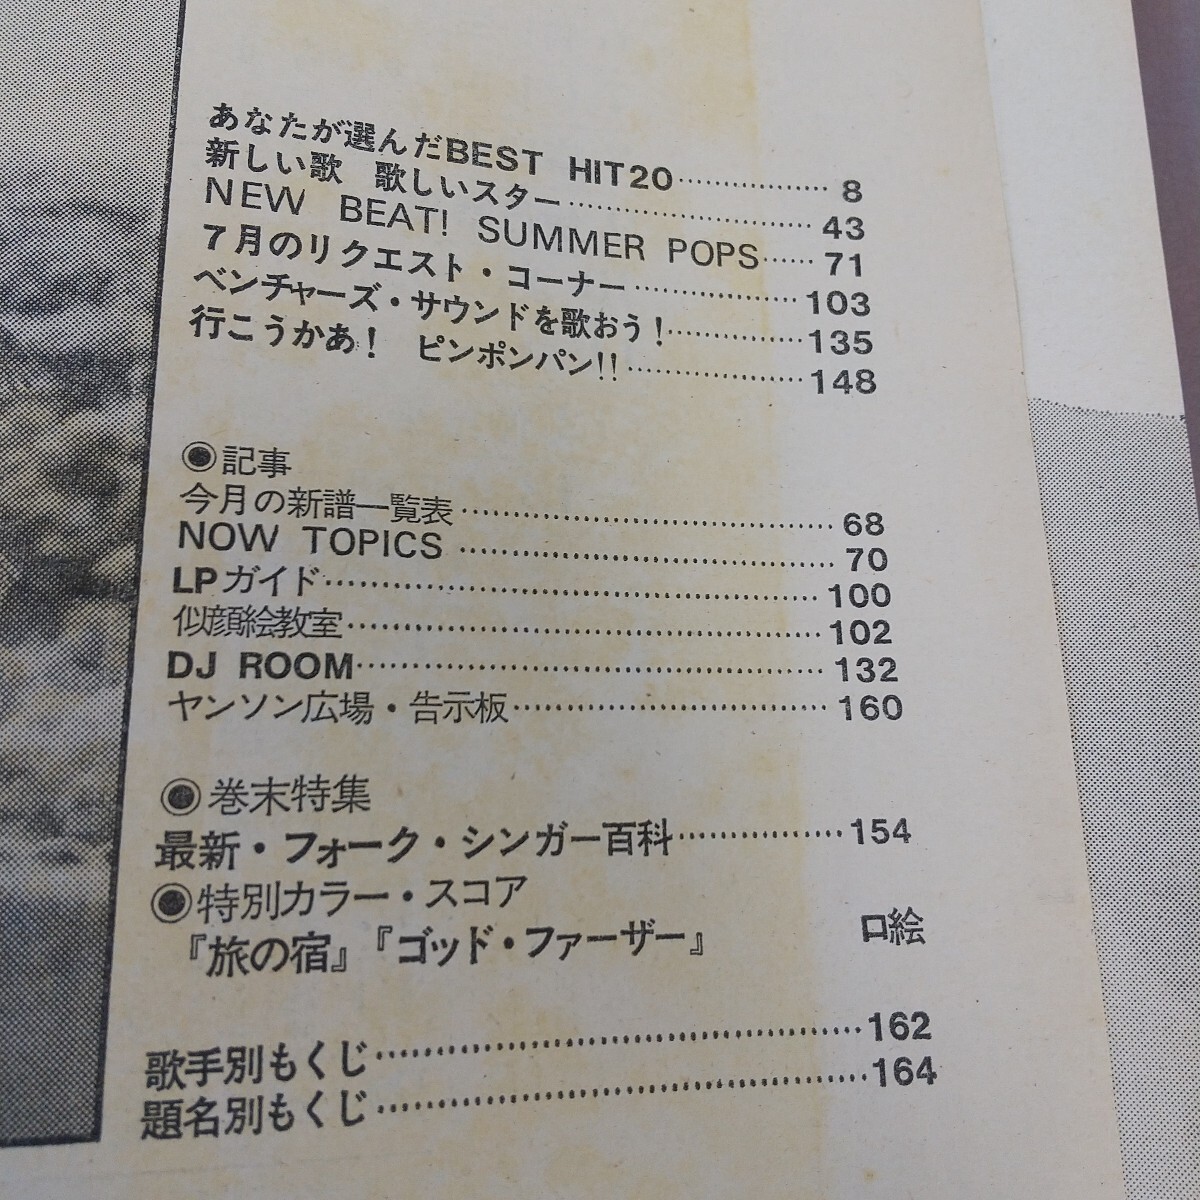 あなたが選んだBEST HIT20……………… 8
新しい歌 歌しいスター…………………… 43
NEW BEAT! SUMMER POPS…… 71
7月のリクエスト・コーナー……………… 103
ベンチャーズ・サウンドを歌おう!…………… 135
行こうかあ! ピンポンパン!!………………… 148
◉記事
今月の新譜一覧表…………………………………… 68
NOW TOPICS …………………………………… 70
LPガイド……………………………………………… 100
似顔絵教室…………………………………………… 102
DJ ROOM…………………………………………… 132
ヤンソン広場・告示板…………………………… 160
◉巻末特集
最新・フォーク・シンガー百科……………… 154
◉特別カラー・スコア
『旅の宿』『ゴッド・ファーザー』 口絵
歌手別もくじ……………………………………………… 162
題名別もくじ……………………………………………… 164